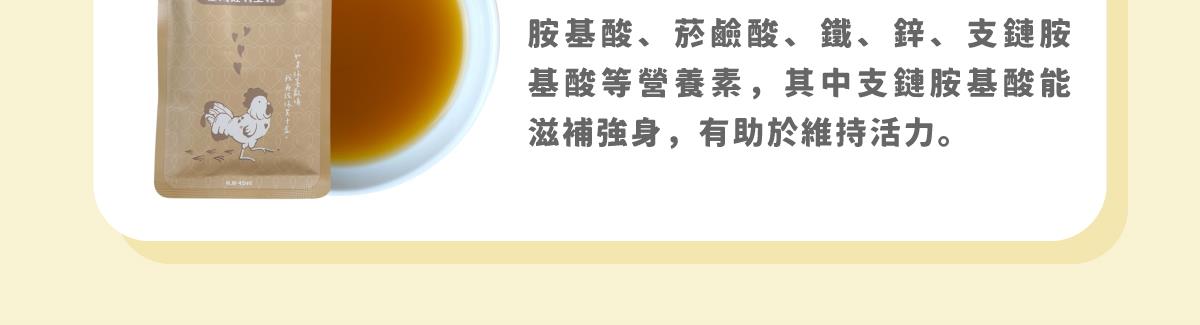 胺基酸、菸鹼酸、鐵、鋅、支鏈胺
基酸等營養素，其中支鏈胺基酸能
滋補強身，有助於維持活力。